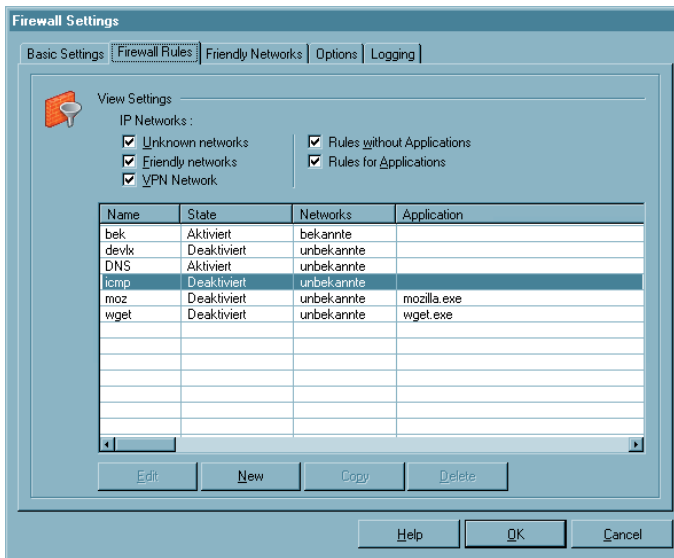 Firewall Settings
Basic Settings Firewall Rules Friendly Networks Options Logging
View Settings
IP Networks :
Unknown networks Rules without Applications
Friendly networks Rules for Applications
VPN Network
Name State Networks Application
bek Aktiviert bekannte
devlx Deaktiviert unbekannte
DNS Aktiviert unbekannte
icmp Deaktiviert unbekannte
moz Deaktiviert unbekannte mozilla.exe
wget Deaktiviert unbekannte wget.exe
Edit New Copy Delete
Help OK Cancel